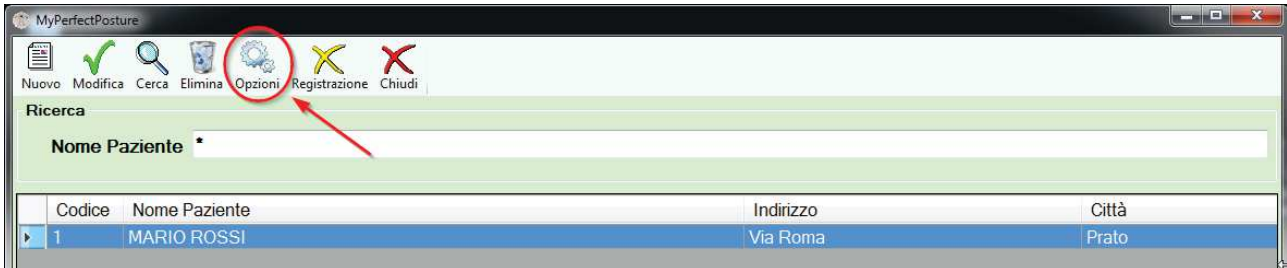 MyPerfectPosture
Nuovo Modifica Cerca Elimina Opzioni Registrazione Chiudi
Ricerca
Nome Paziente *
Codice Nome Paziente Indirizzo Città
1 MARIO ROSSI Via Roma Prato